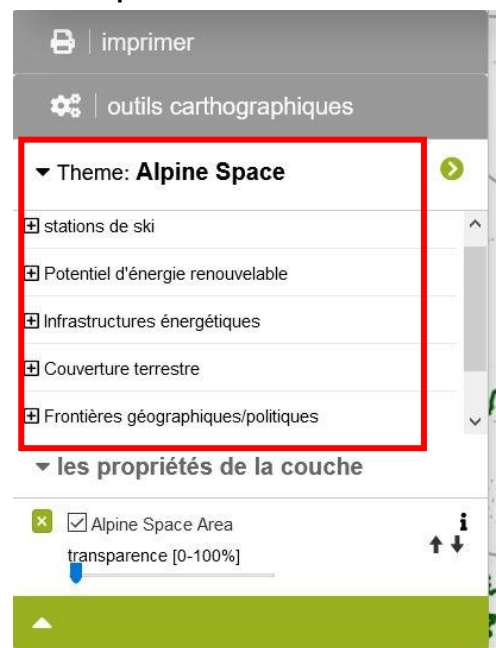 imprimer
outils carthographiques
Theme: Alpine Space
stations de ski
Potentiel d'énergie renouvelable
Infrastructures énergétiques
Couverture terrestre
Frontières géographiques/politiques
les propriétés de la couche
Alpine Space Area
transparence [0-100%]